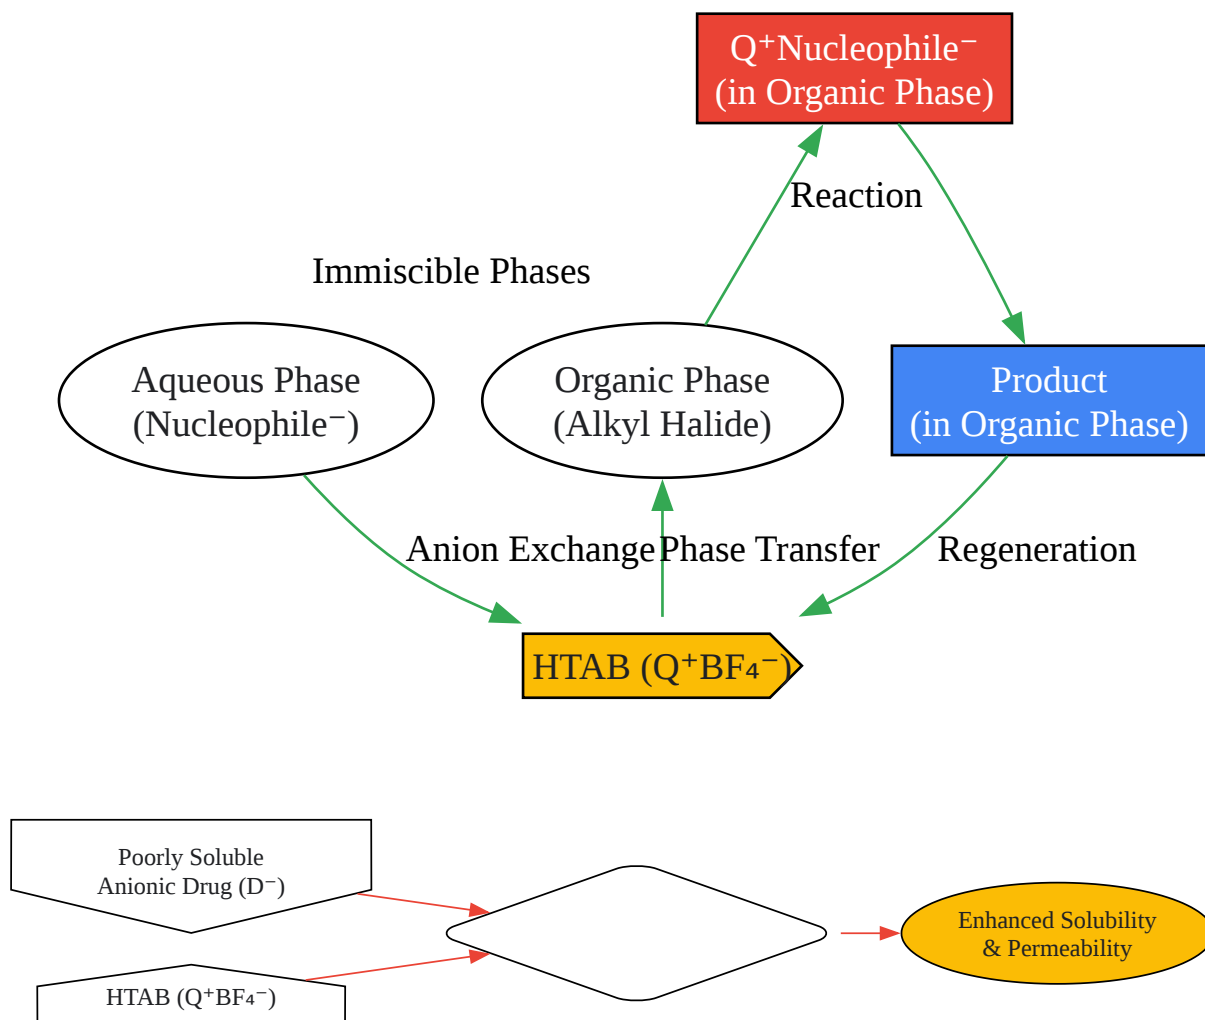 Q⁺Nucleophile⁻
(in Organic Phase)
Reaction
Immiscible Phases
Aqueous Phase
(Nucleophile⁻)
Organic Phase
(Alkyl Halide)
Product
(in Organic Phase)
Anion Exchange
Phase Transfer
Regeneration
HTAB (Q⁺BF₄⁻)
Poorly Soluble
Anionic Drug (D⁻)
Enhanced Solubility
& Permeability
HTAB (Q⁺BF₄⁻)